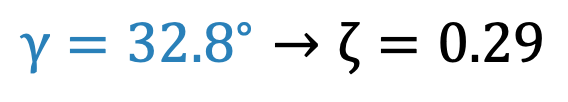 γ = 32.8° → ζ = 0.29